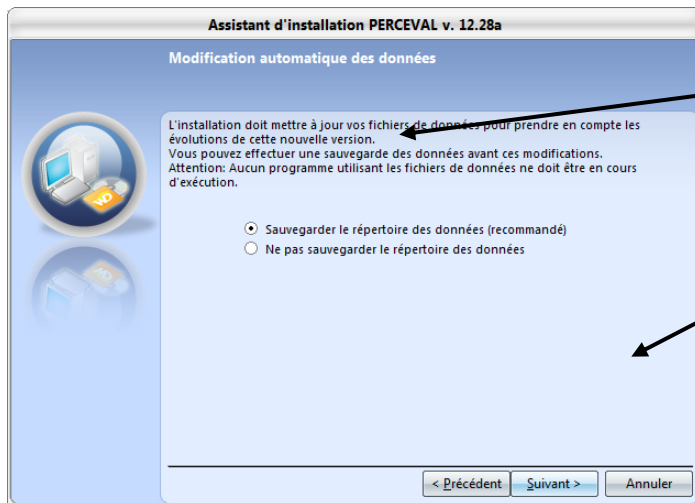 Assistant d'installation PERCEVAL v. 12.28a
Modification automatique des données
L'installation doit mettre à jour vos fichiers de données pour prendre en compte les
évolutions de cette nouvelle version.
Vous pouvez effectuer une sauvegarde des données avant ces modifications.
Attention: Aucun programme utilisant les fichiers de données ne doit être en cours
d'exécution.
Sauvegarder le répertoire des données (recommandé)
Ne pas sauvegarder le répertoire des données
WD
< Précédent Suivant > Annuler